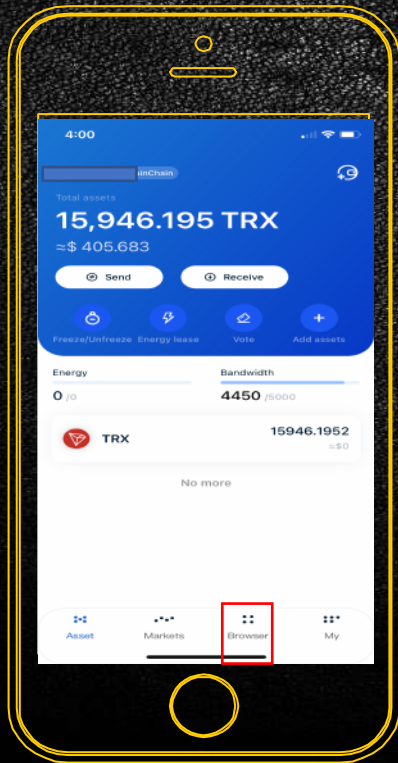 4:00
inChain
Total assets
15,946.195 TRX
≈$ 405.683
Send Receive
Freeze/Unfreeze Energy lease Vote Add assets
Energy Bandwidth
0 /0 4450 /5000
TRX 15946.1952
≈$0
No more
Asset Markets Browser My